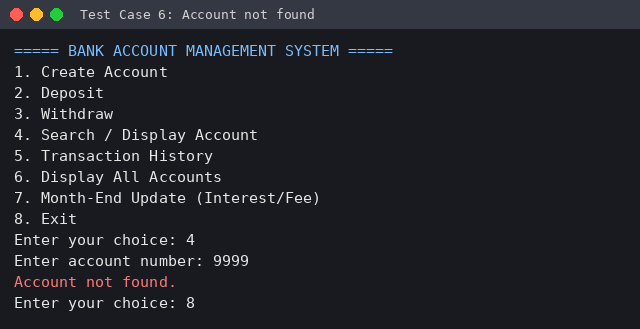 Test Case 6: Account not found
===== BANK ACCOUNT MANAGEMENT SYSTEM =====
1. Create Account
2. Deposit
3. Withdraw
4. Search / Display Account
5. Transaction History
6. Display All Accounts
7. Month-End Update (Interest/Fee)
8. Exit
Enter your choice: 4
Enter account number: 9999
Account not found.
Enter your choice: 8